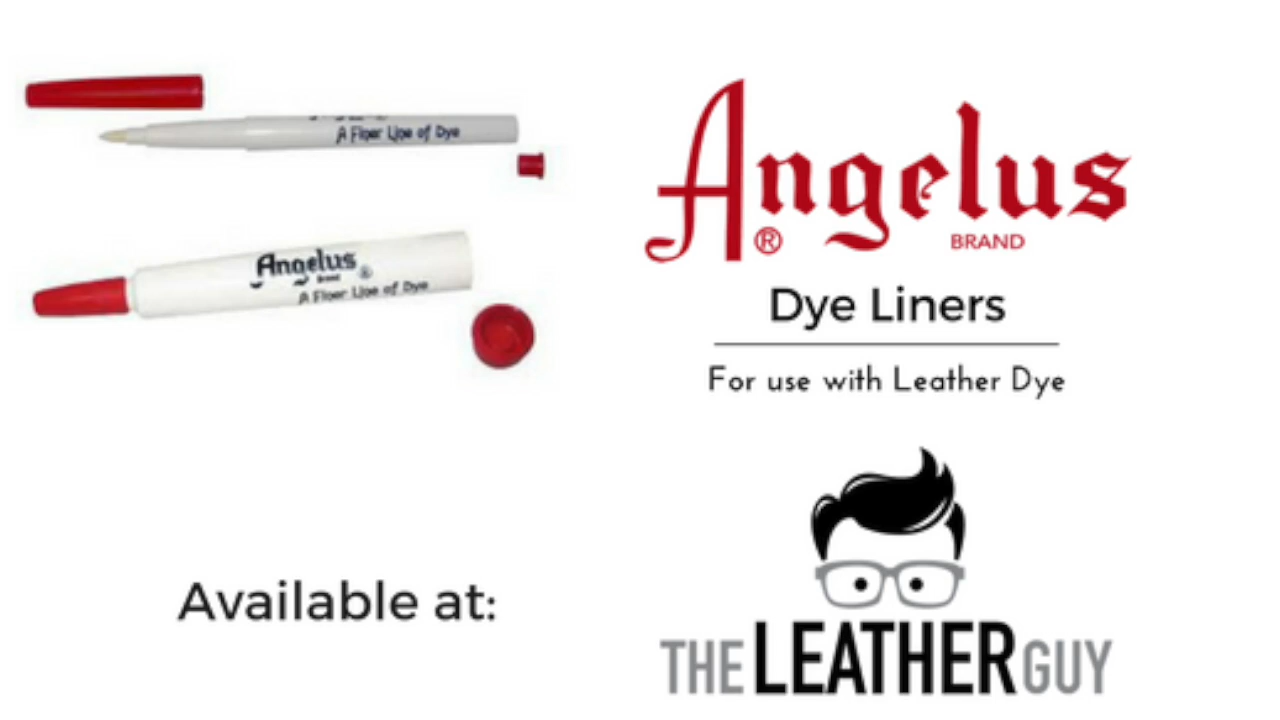 A Finer Line of Dye
Angelus ®
Brand
A Finer Line of Dye
Angelus
®
BRAND
Dye Liners
For use with Leather Dye
Available at:
THE LEATHER GUY